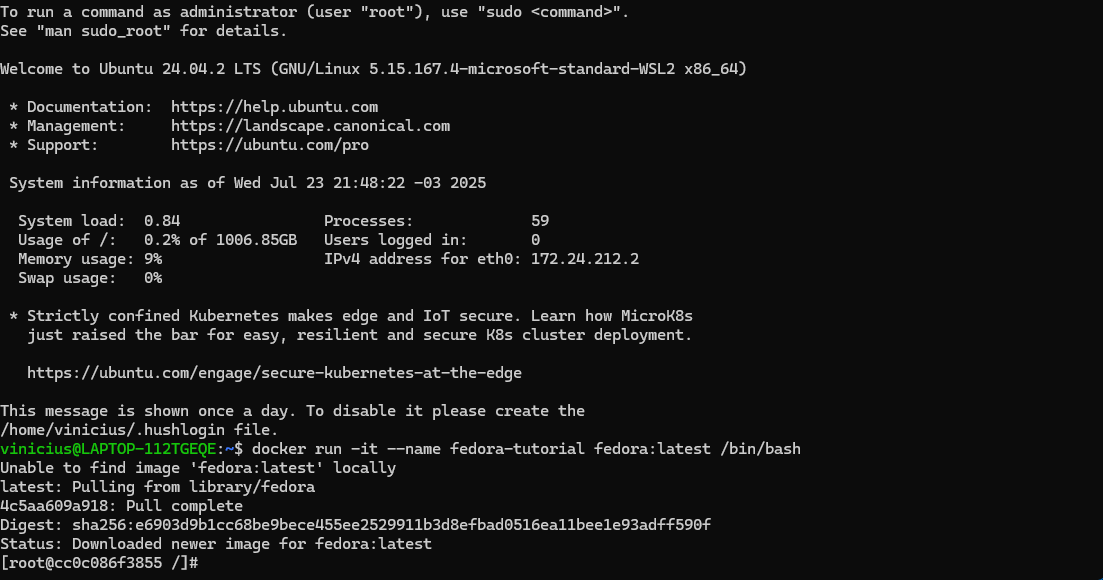 To run a command as administrator (user "root"), use "sudo <command>".
See "man sudo_root" for details.
Welcome to Ubuntu 24.04.2 LTS (GNU/Linux 5.15.167.4-microsoft-standard-WSL2 x86_64)
* Documentation:  https://help.ubuntu.com
* Management:     https://landscape.canonical.com
* Support:        https://ubuntu.com/pro
System information as of Wed Jul 23 21:48:22 -03 2025
System load:  0.84                Processes:             59
Usage of /:   0.2% of 1006.85GB   Users logged in:       0
Memory usage: 9%                  IPv4 address for eth0: 172.24.212.2
Swap usage:   0%
* Strictly confined Kubernetes makes edge and IoT secure. Learn how MicroK8s
just raised the bar for easy, resilient and secure K8s cluster deployment.
https://ubuntu.com/engage/secure-kubernetes-at-the-edge
This message is shown once a day. To disable it please create the
/home/vinicius/.hushlogin file.
vinicius@LAPTOP-112TGEQE:~$ docker run -it --name fedora-tutorial fedora:latest /bin/bash
Unable to find image 'fedora:latest' locally
latest: Pulling from library/fedora
4c5aa609a918: Pull complete
Digest: sha256:e6903d9b1cc68be9bece455ee2529911b3d8efbad0516ea11bee1e93adff590f
Status: Downloaded newer image for fedora:latest
[root@cc0c086f3855 /]#